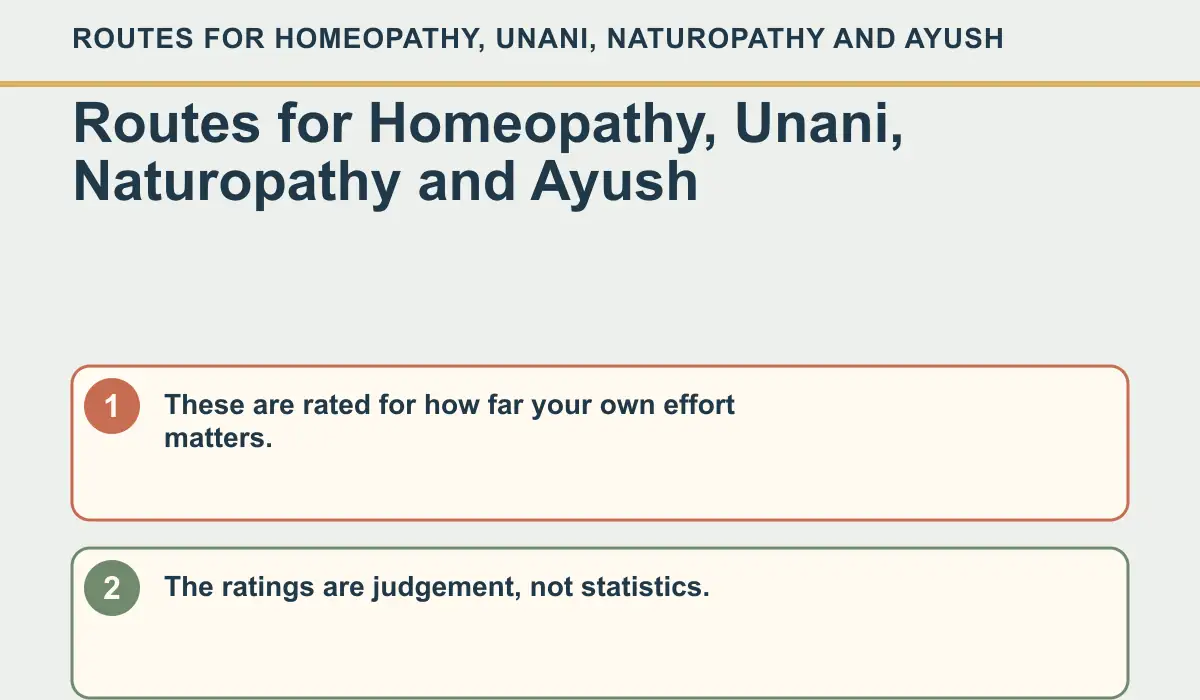 ROUTES FOR HOMEOPATHY, UNANI, NATUROPATHY AND AYUSH
Routes for Homeopathy, Unani,
Naturopathy and Ayush
1
These are rated for how far your own effort
matters.
2
The ratings are judgement, not statistics.